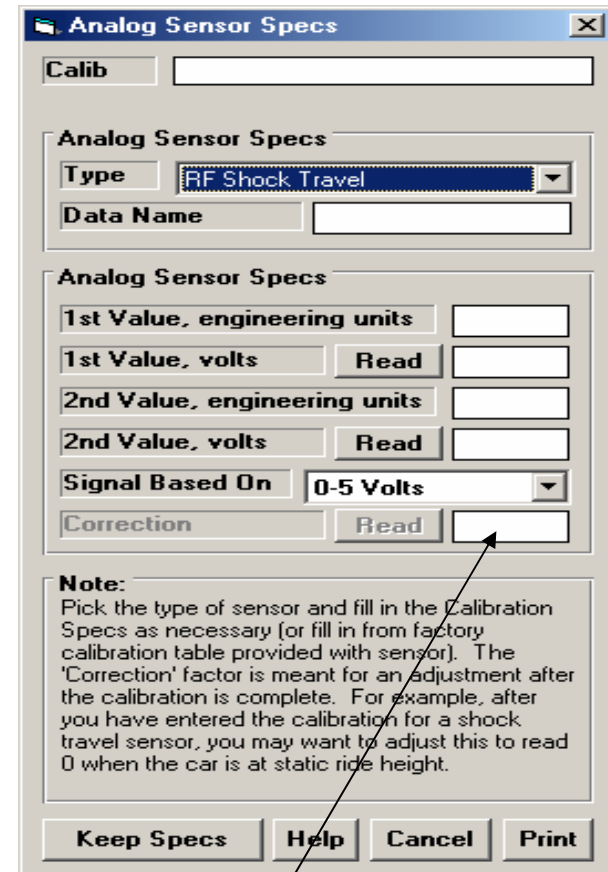 Analog Sensor Specs
Calib
Analog Sensor Specs
Type RF Shock Travel
Data Name
Analog Sensor Specs
1st Value, engineering units
1st Value, volts Read
2nd Value, engineering units
2nd Value, volts Read
Signal Based On 0-5 Volts
Correction Read
Note:
Pick the type of sensor and fill in the Calibration
Specs as necessary (or fill in from factory
calibration table provided with sensor). The
'Correction' factor is meant for an adjustment after
the calibration is complete. For example, after
you have entered the calibration for a shock
travel sensor, you may want to adjust this to read
0 when the car is at static ride height.
Keep Specs Help Cancel Print